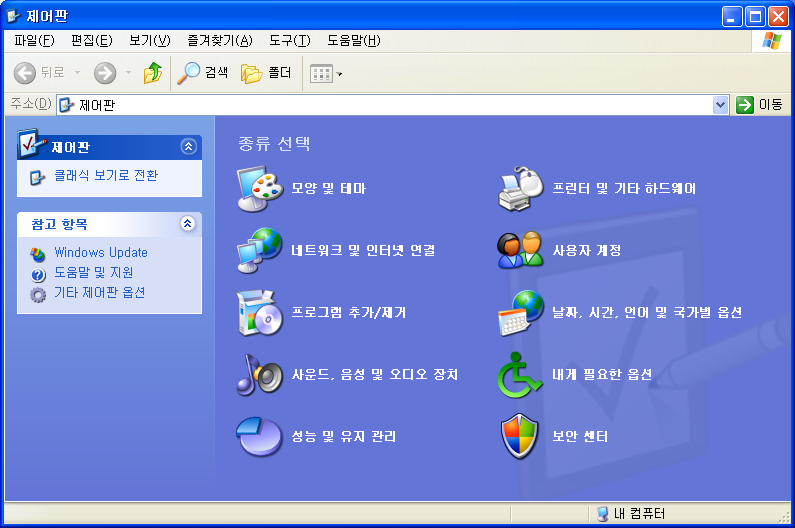 제어판
파일(F) 편집(E) 보기(V) 즐겨찾기(A) 도구(T) 도움말(H)
뒤로 검색 폴더
주소(D) 제어판 이동
제어판
클래식 보기로 전환
참고 항목
Windows Update
도움말 및 지원
기타 제어판 옵션
종류 선택
모양 및 테마
프린터 및 기타 하드웨어
네트워크 및 인터넷 연결
사용자 계정
프로그램 추가/제거
날짜, 시간, 언어 및 국가별 옵션
사운드, 음성 및 오디오 장치
내게 필요한 옵션
성능 및 유지 관리
보안 센터
내 컴퓨터